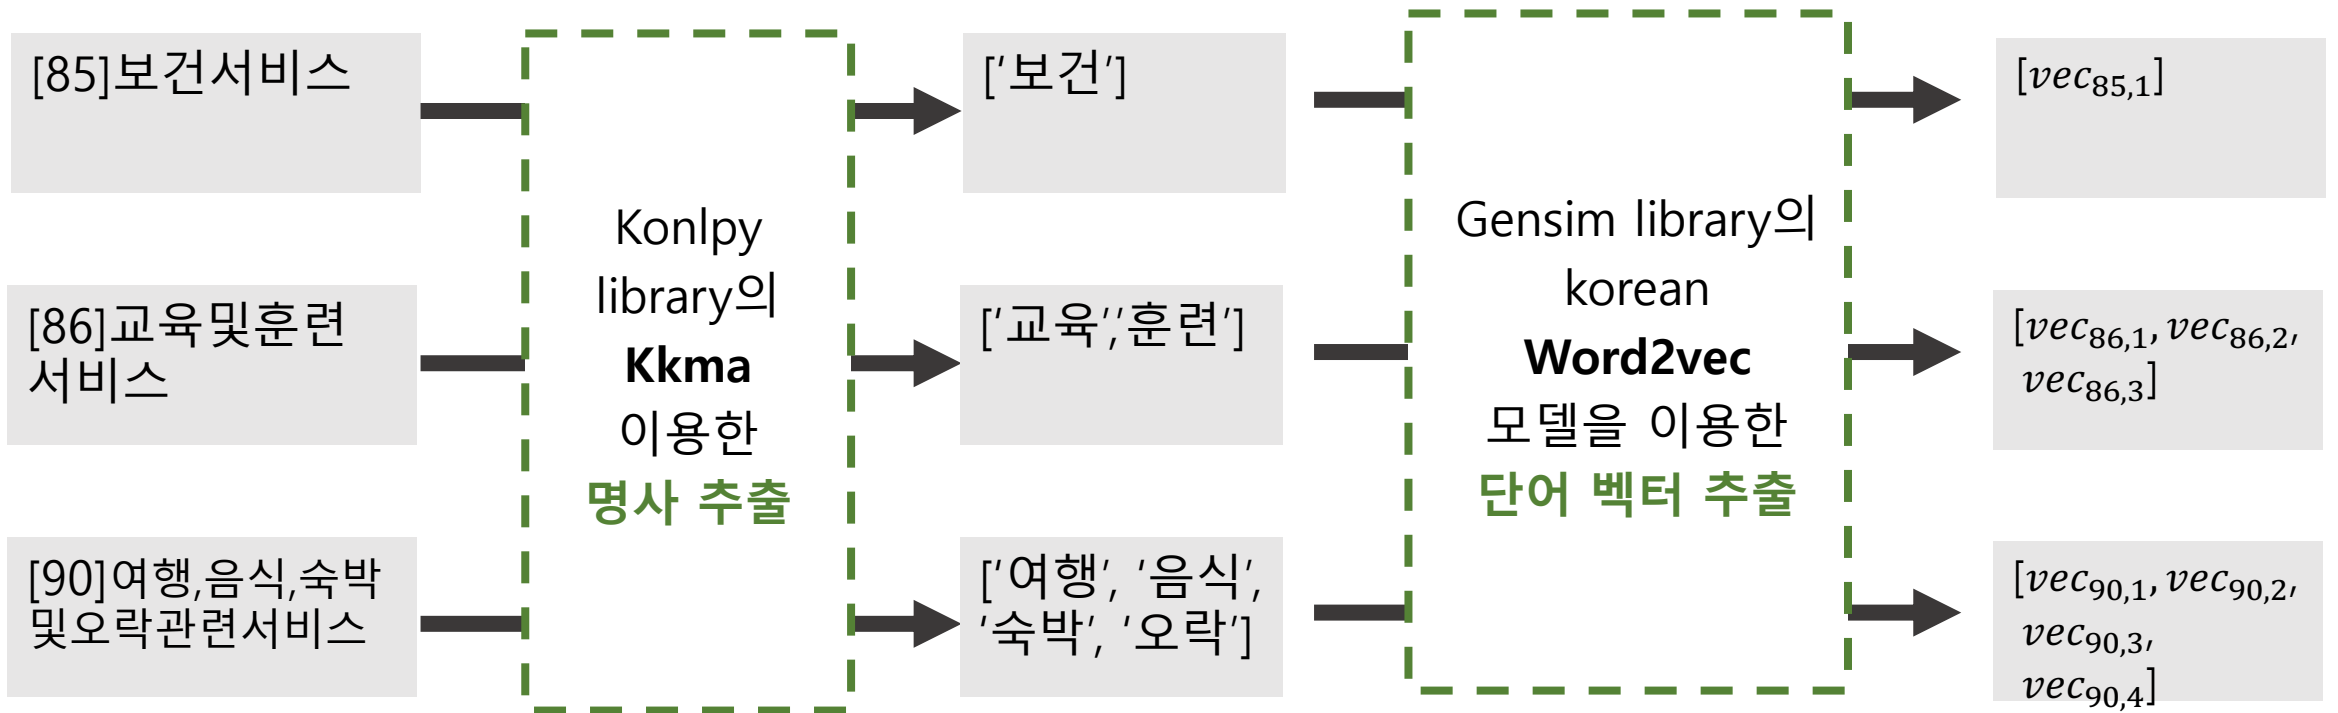 [85]보건서비스
[86]교육및훈련
서비스
[90]여행,음식,숙박
및오락관련서비스
Konlpy
library의
Kkma
이용한
명사 추출
['보건']
['교육','훈련']
['여행', '음식',
'숙박', '오락']
Gensim library의
korean
Word2vec
모델을 이용한
단어 벡터 추출
[vec85,1]
[vec86,1, vec86,2,
vec86,3]
[vec90,1, vec90,2,
vec90,3,
vec90,4]